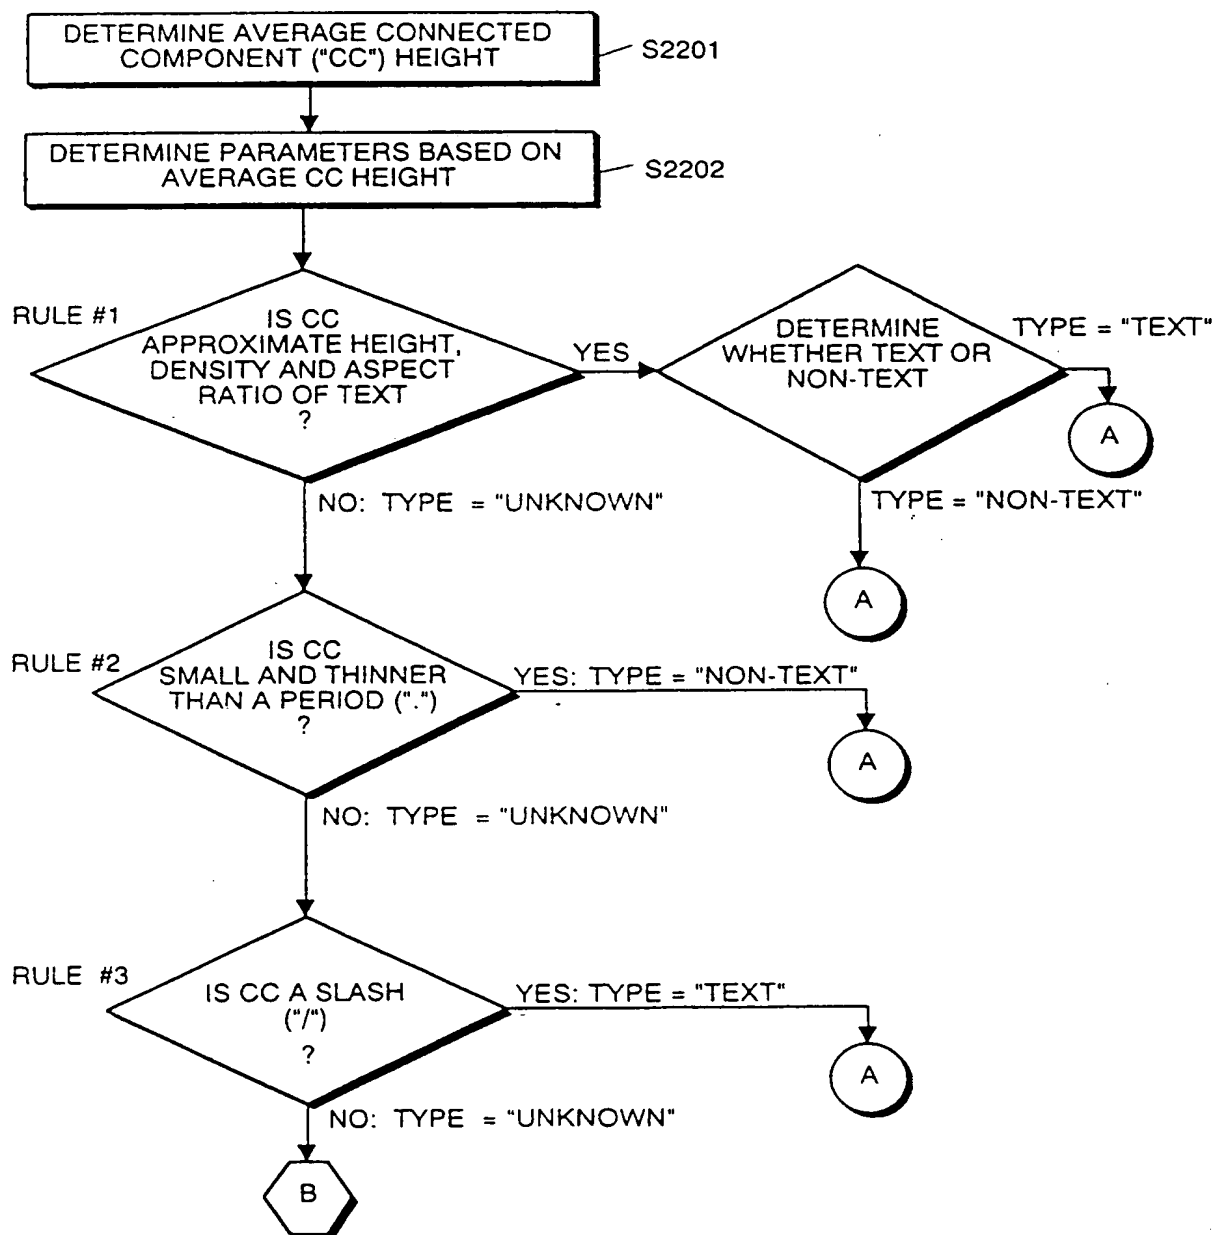 DETERMINE AVERAGE CONNECTED
COMPONENT ("CC") HEIGHT
S2201
DETERMINE PARAMETERS BASED ON
AVERAGE CC HEIGHT
S2202
RULE #1
IS CC
APPROXIMATE HEIGHT,
DENSITY AND ASPECT
RATIO OF TEXT
?
YES
DETERMINE
WHETHER TEXT OR
NON-TEXT
TYPE = "TEXT"
A
TYPE = "NON-TEXT"
A
NO: TYPE = "UNKNOWN"
RULE #2
IS CC
SMALL AND THINNER
THAN A PERIOD (".")
?
YES: TYPE = "NON-TEXT"
A
NO: TYPE = "UNKNOWN"
RULE #3
IS CC A SLASH
("/")
?
YES: TYPE = "TEXT"
A
NO: TYPE = "UNKNOWN"
B